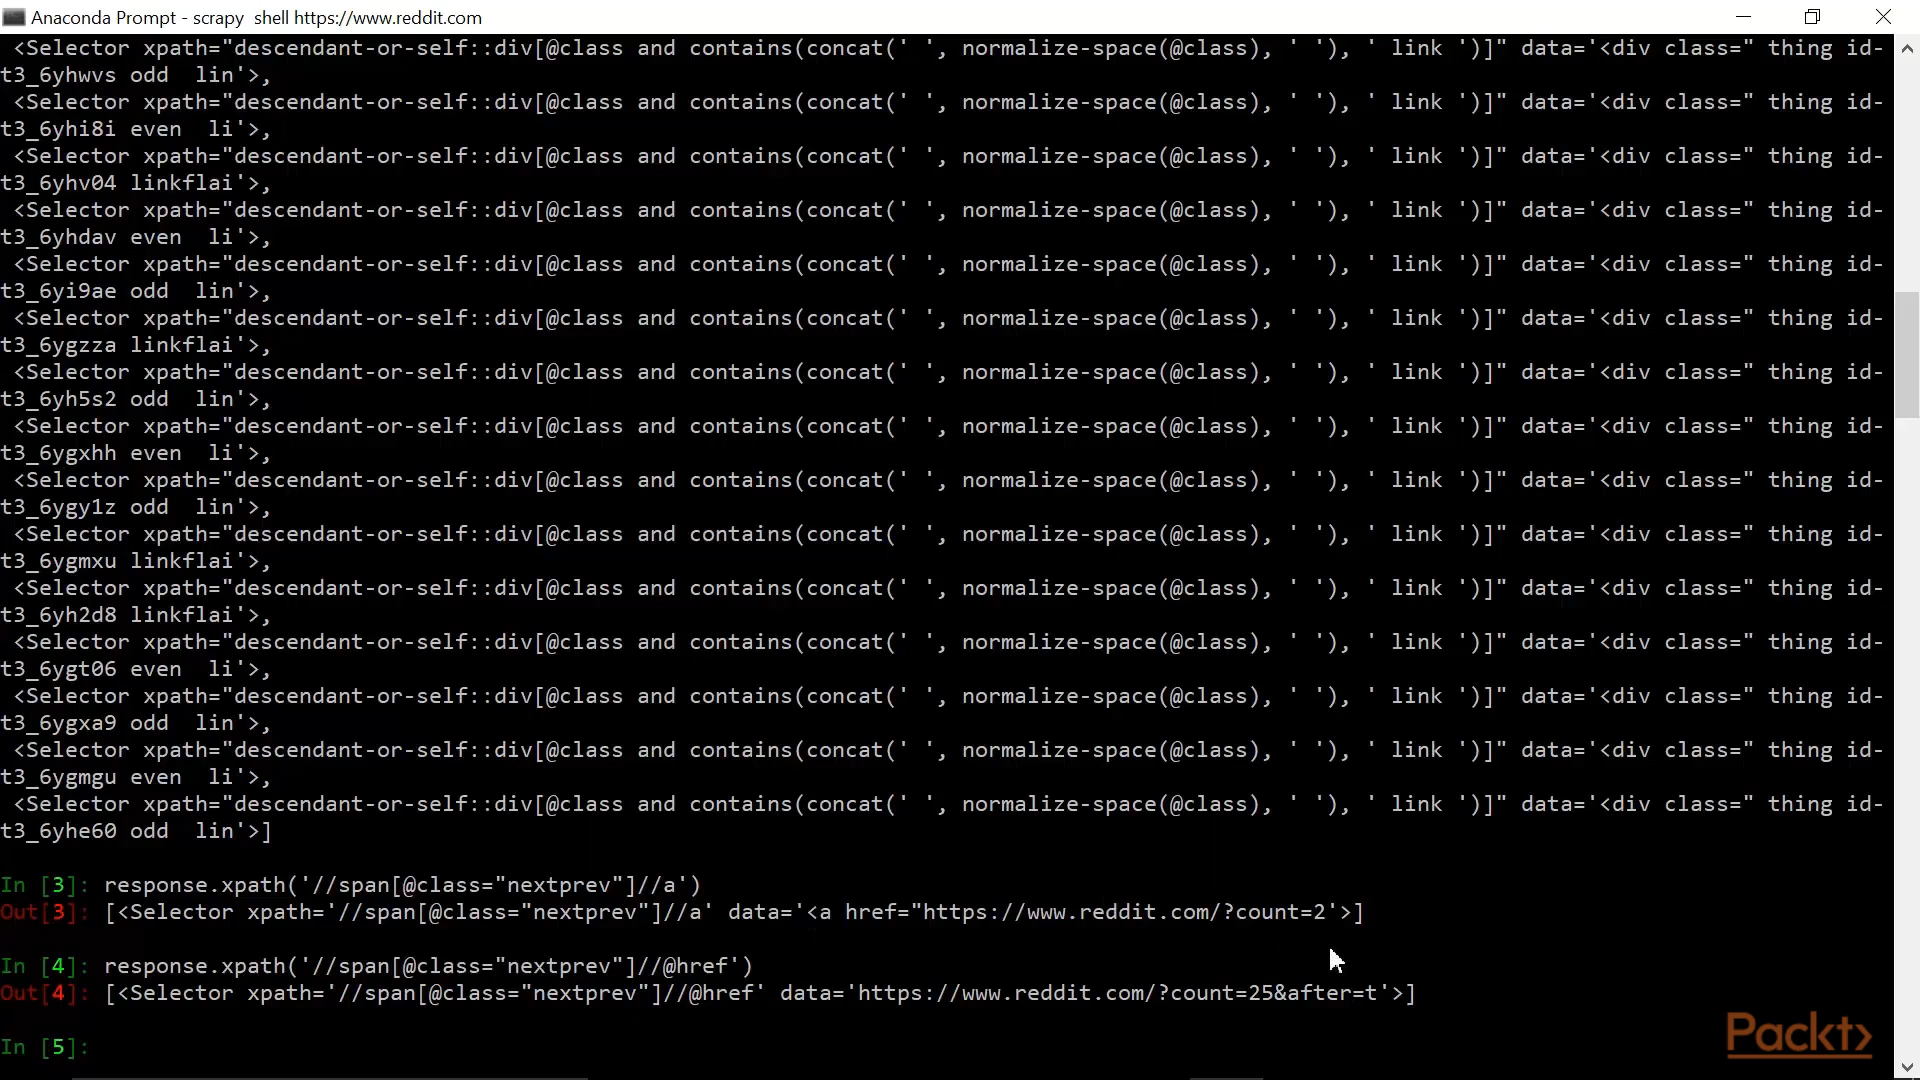 Anaconda Prompt - scrapy  shell https://www.reddit.com
 <Selector xpath="descendant-or-self::div[@class and contains(concat(' ', normalize-space(@class), ' '), ' link ')]" data='<div class=" thing id-
t3_6yhwvs odd  lin'>,
 <Selector xpath="descendant-or-self::div[@class and contains(concat(' ', normalize-space(@class), ' '), ' link ')]" data='<div class=" thing id-
t3_6yhi8i even  li'>,
 <Selector xpath="descendant-or-self::div[@class and contains(concat(' ', normalize-space(@class), ' '), ' link ')]" data='<div class=" thing id-
t3_6yhv04 linkflai'>,
 <Selector xpath="descendant-or-self::div[@class and contains(concat(' ', normalize-space(@class), ' '), ' link ')]" data='<div class=" thing id-
t3_6yhdav even  li'>,
 <Selector xpath="descendant-or-self::div[@class and contains(concat(' ', normalize-space(@class), ' '), ' link ')]" data='<div class=" thing id-
t3_6yi9ae odd  lin'>,
 <Selector xpath="descendant-or-self::div[@class and contains(concat(' ', normalize-space(@class), ' '), ' link ')]" data='<div class=" thing id-
t3_6ygzza linkflai'>,
 <Selector xpath="descendant-or-self::div[@class and contains(concat(' ', normalize-space(@class), ' '), ' link ')]" data='<div class=" thing id-
t3_6yh5s2 odd  lin'>,
 <Selector xpath="descendant-or-self::div[@class and contains(concat(' ', normalize-space(@class), ' '), ' link ')]" data='<div class=" thing id-
t3_6ygxhh even  li'>,
 <Selector xpath="descendant-or-self::div[@class and contains(concat(' ', normalize-space(@class), ' '), ' link ')]" data='<div class=" thing id-
t3_6ygy1z odd  lin'>,
 <Selector xpath="descendant-or-self::div[@class and contains(concat(' ', normalize-space(@class), ' '), ' link ')]" data='<div class=" thing id-
t3_6ygmxu linkflai'>,
 <Selector xpath="descendant-or-self::div[@class and contains(concat(' ', normalize-space(@class), ' '), ' link ')]" data='<div class=" thing id-
t3_6yh2d8 linkflai'>,
 <Selector xpath="descendant-or-self::div[@class and contains(concat(' ', normalize-space(@class), ' '), ' link ')]" data='<div class=" thing id-
t3_6ygt06 even  li'>,
 <Selector xpath="descendant-or-self::div[@class and contains(concat(' ', normalize-space(@class), ' '), ' link ')]" data='<div class=" thing id-
t3_6ygxa9 odd  lin'>,
 <Selector xpath="descendant-or-self::div[@class and contains(concat(' ', normalize-space(@class), ' '), ' link ')]" data='<div class=" thing id-
t3_6ygmgu even  li'>,
 <Selector xpath="descendant-or-self::div[@class and contains(concat(' ', normalize-space(@class), ' '), ' link ')]" data='<div class=" thing id-
t3_6yhe60 odd  lin'>]
In [3]: response.xpath('//span[@class="nextprev"]//a')
Out[3]: [<Selector xpath='//span[@class="nextprev"]//a' data='<a href="https://www.reddit.com/?count=2'>]
In [4]: response.xpath('//span[@class="nextprev"]//@href')
Out[4]: [<Selector xpath='//span[@class="nextprev"]//@href' data='https://www.reddit.com/?count=25&after=t'>]
In [5]:
Packt>